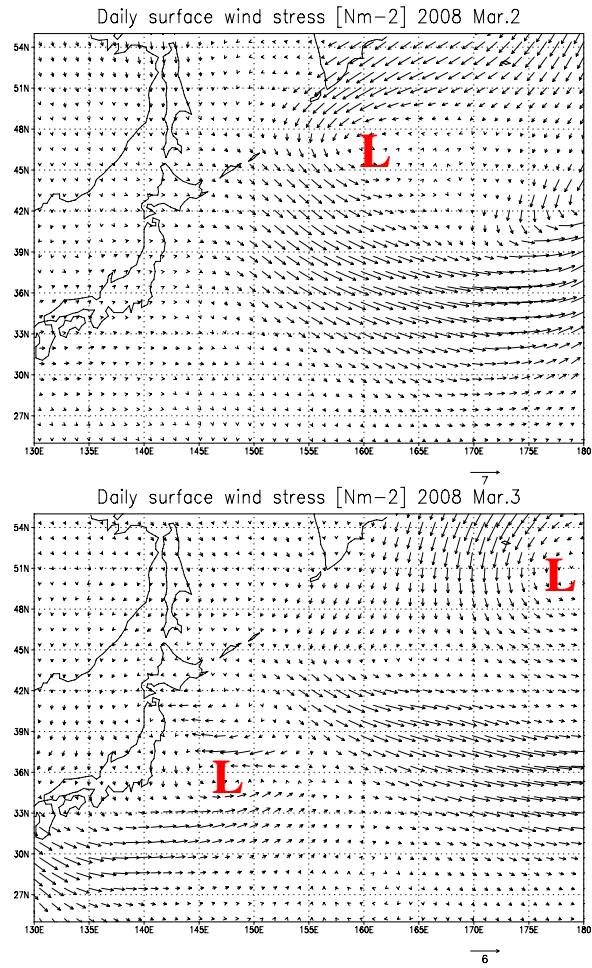 Daily surface wind stress [Nm-2] 2008 Mar.2
54N
51N
L
48N
45N
42N
39N
36N
33N
30N
27N
130E 135E 140E 145E 150E 155E 160E 165E 170E 175E 180
7
Daily surface wind stress [Nm-2] 2008 Mar.3
54N
51N
L
48N
45N
42N
39N
36N
L
33N
30N
27N
130E 135E 140E 145E 150E 155E 160E 165E 170E 175E 180
6